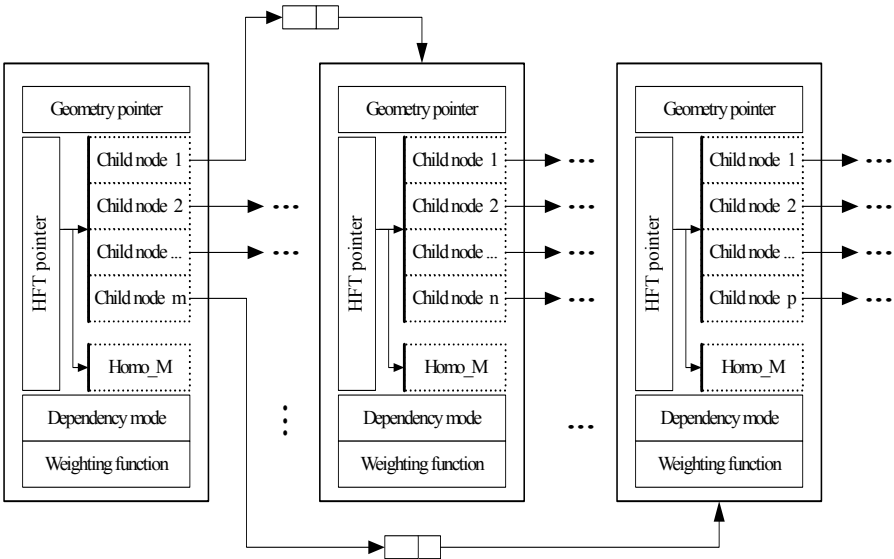 Geometry pointer
HFT pointer
Child node 1
Child node 2
Child node ...
Child node m
Homo_M
Dependency mode
Weighting function
Geometry pointer
HFT pointer
Child node 1
Child node 2
Child node ...
Child node n
Homo_M
Dependency mode
Weighting function
Geometry pointer
HFT pointer
Child node 1
Child node 2
Child node ...
Child node p
Homo_M
Dependency mode
Weighting function